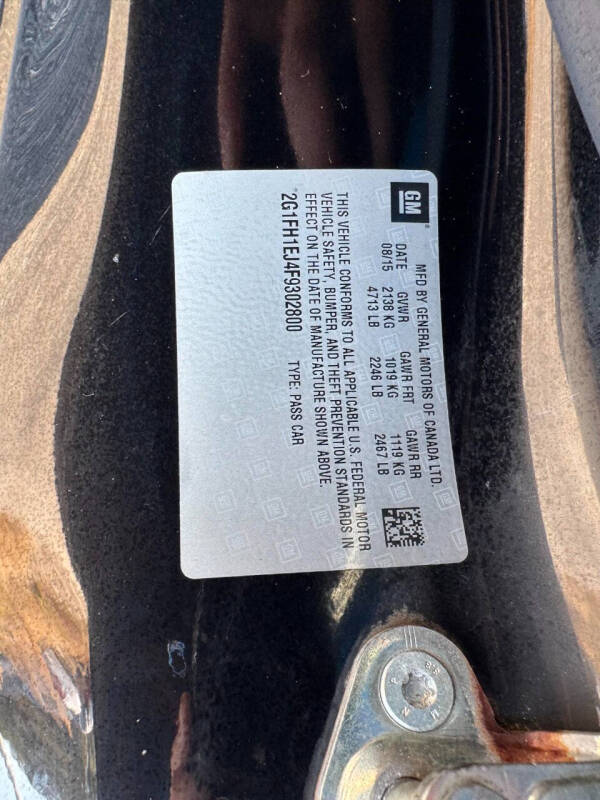 GM
MFD BY GENERAL MOTORS OF CANADA LTD.
DATE GVWR GAWR FRT GAWR RR
08/15 2138 KG 1019 KG 1119 KG
4713 LB 2246 LB 2467 LB
THIS VEHICLE CONFORMS TO ALL APPLICABLE U.S. FEDERAL MOTOR
VEHICLE SAFETY, BUMPER, AND THEFT PREVENTION STANDARDS IN
EFFECT ON THE DATE OF MANUFACTURE SHOWN ABOVE.
*2G1FH1EJ4F9302800 TYPE: PASS CAR